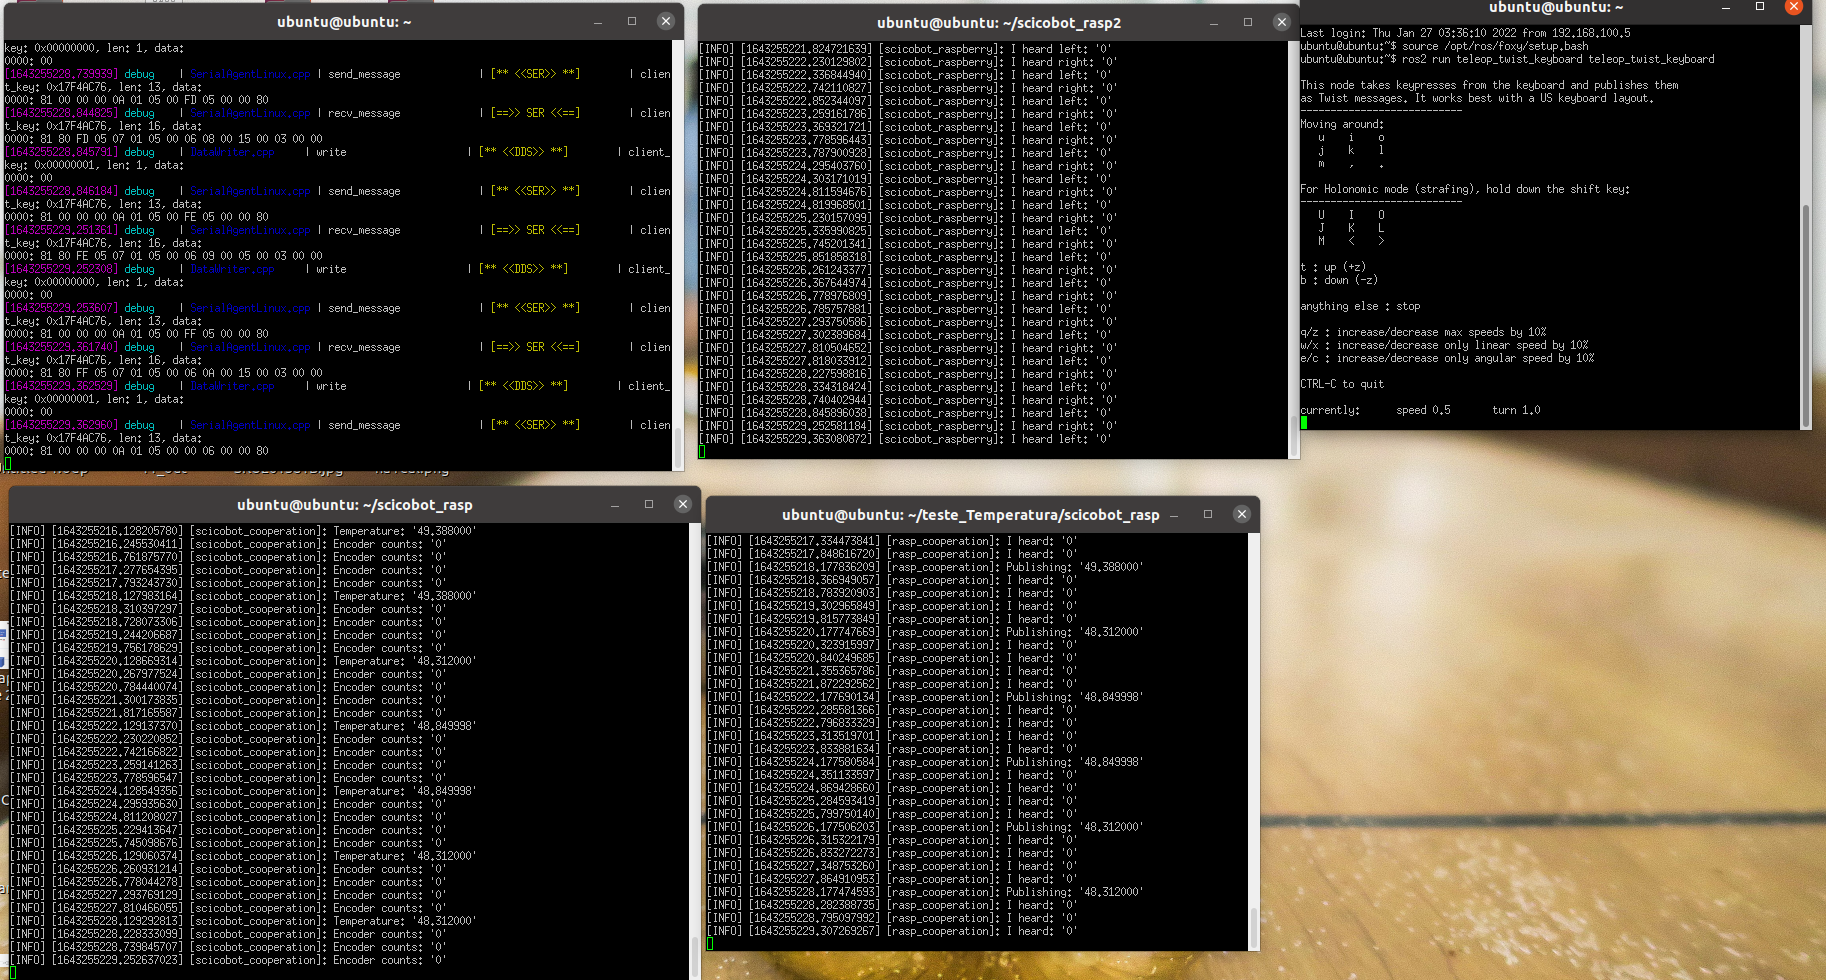 ubuntu@ubuntu: ~
key: 0x00000000, len: 1, data:
0000: 00
[1643255228.739939] debug | SerialAgentLinux.cpp | send_message | [** <<SER>> **] | clien
t_key: 0x17F4AC76, len: 13, data:
0000: 81 00 00 00 0A 01 05 00 FD 05 00 00 80
[1643255228.844825] debug | SerialAgentLinux.cpp | recv_message | [==>> SER <<==] | clien
t_key: 0x17F4AC76, len: 16, data:
0000: 81 80 FD 05 07 01 05 00 06 08 00 15 00 03 00 00
[1643255228.845791] debug | DataWriter.cpp | write | [** <<DDS>> **] | client_
key: 0x00000001, len: 1, data:
0000: 00
[1643255228.846184] debug | SerialAgentLinux.cpp | send_message | [** <<SER>> **] | clien
t_key: 0x17F4AC76, len: 13, data:
0000: 81 00 00 00 0A 01 05 00 FE 05 00 00 80
[1643255229.251361] debug | SerialAgentLinux.cpp | recv_message | [==>> SER <<==] | clien
t_key: 0x17F4AC76, len: 16, data:
0000: 81 80 FE 05 07 01 05 00 06 09 00 05 00 03 00 00
[1643255229.252308] debug | DataWriter.cpp | write | [** <<DDS>> **] | client_
key: 0x00000000, len: 1, data:
0000: 00
[1643255229.253607] debug | SerialAgentLinux.cpp | send_message | [** <<SER>> **] | clien
t_key: 0x17F4AC76, len: 13, data:
0000: 81 00 00 00 0A 01 05 00 FF 05 00 00 80
[1643255229.361740] debug | SerialAgentLinux.cpp | recv_message | [==>> SER <<==] | clien
t_key: 0x17F4AC76, len: 16, data:
0000: 81 80 FF 05 07 01 05 00 06 0A 00 15 00 03 00 00
[1643255229.362529] debug | DataWriter.cpp | write | [** <<DDS>> **] | client_
key: 0x00000001, len: 1, data:
0000: 00
[1643255229.362960] debug | SerialAgentLinux.cpp | send_message | [** <<SER>> **] | clien
t_key: 0x17F4AC76, len: 13, data:
0000: 81 00 00 00 0A 01 05 00 00 06 00 00 80
ubuntu@ubuntu: ~/scicobot_rasp2
[INFO] [1643255221.824721639] [scicobot_raspberry]: I heard left: '0'
[INFO] [1643255222.230129802] [scicobot_raspberry]: I heard right: '0'
[INFO] [1643255222.336844940] [scicobot_raspberry]: I heard left: '0'
[INFO] [1643255222.742110827] [scicobot_raspberry]: I heard right: '0'
[INFO] [1643255222.852344097] [scicobot_raspberry]: I heard left: '0'
[INFO] [1643255223.259161786] [scicobot_raspberry]: I heard right: '0'
[INFO] [1643255223.369321721] [scicobot_raspberry]: I heard left: '0'
[INFO] [1643255223.778596443] [scicobot_raspberry]: I heard right: '0'
[INFO] [1643255223.787900928] [scicobot_raspberry]: I heard left: '0'
[INFO] [1643255224.295403760] [scicobot_raspberry]: I heard right: '0'
[INFO] [1643255224.303171019] [scicobot_raspberry]: I heard left: '0'
[INFO] [1643255224.811594676] [scicobot_raspberry]: I heard right: '0'
[INFO] [1643255224.819968501] [scicobot_raspberry]: I heard left: '0'
[INFO] [1643255225.230157099] [scicobot_raspberry]: I heard right: '0'
[INFO] [1643255225.335990825] [scicobot_raspberry]: I heard left: '0'
[INFO] [1643255225.745201341] [scicobot_raspberry]: I heard right: '0'
[INFO] [1643255225.851858318] [scicobot_raspberry]: I heard left: '0'
[INFO] [1643255226.261243377] [scicobot_raspberry]: I heard right: '0'
[INFO] [1643255226.367644974] [scicobot_raspberry]: I heard left: '0'
[INFO] [1643255226.778976809] [scicobot_raspberry]: I heard right: '0'
[INFO] [1643255226.785757881] [scicobot_raspberry]: I heard left: '0'
[INFO] [1643255227.293750586] [scicobot_raspberry]: I heard right: '0'
[INFO] [1643255227.302389684] [scicobot_raspberry]: I heard left: '0'
[INFO] [1643255227.810504652] [scicobot_raspberry]: I heard right: '0'
[INFO] [1643255227.818033912] [scicobot_raspberry]: I heard left: '0'
[INFO] [1643255228.227598816] [scicobot_raspberry]: I heard right: '0'
[INFO] [1643255228.334318424] [scicobot_raspberry]: I heard left: '0'
[INFO] [1643255228.740402944] [scicobot_raspberry]: I heard right: '0'
[INFO] [1643255228.845896038] [scicobot_raspberry]: I heard left: '0'
[INFO] [1643255229.252581184] [scicobot_raspberry]: I heard right: '0'
[INFO] [1643255229.363080872] [scicobot_raspberry]: I heard left: '0'
ubuntu@ubuntu: ~
Last login: Thu Jan 27 03:36:10 2022 from 192.168.100.5
ubuntu@ubuntu:~$ source /opt/ros/foxy/setup.bash
ubuntu@ubuntu:~$ ros2 run teleop_twist_keyboard teleop_twist_keyboard
This node takes keypresses from the keyboard and publishes them
as Twist messages. It works best with a US keyboard layout.
---------------------------
Moving around:
u i o
j k l
m , .
For Holonomic mode (strafing), hold down the shift key:
---------------------------
U I O
J K L
M < >
t : up (+z)
b : down (-z)
anything else : stop
q/z : increase/decrease max speeds by 10%
w/x : increase/decrease only linear speed by 10%
e/c : increase/decrease only angular speed by 10%
CTRL-C to quit
currently: speed 0.5 turn 1.0
ubuntu@ubuntu: ~/scicobot_rasp
[INFO] [1643255216.128205780] [scicobot_cooperation]: Temperature: '49.388000'
[INFO] [1643255216.245530411] [scicobot_cooperation]: Encoder counts: '0'
[INFO] [1643255216.761875770] [scicobot_cooperation]: Encoder counts: '0'
[INFO] [1643255217.277654395] [scicobot_cooperation]: Encoder counts: '0'
[INFO] [1643255217.793243730] [scicobot_cooperation]: Encoder counts: '0'
[INFO] [1643255218.127983164] [scicobot_cooperation]: Temperature: '49.388000'
[INFO] [1643255218.310397297] [scicobot_cooperation]: Encoder counts: '0'
[INFO] [1643255218.728073306] [scicobot_cooperation]: Encoder counts: '0'
[INFO] [1643255219.244206687] [scicobot_cooperation]: Encoder counts: '0'
[INFO] [1643255219.756178629] [scicobot_cooperation]: Encoder counts: '0'
[INFO] [1643255220.128669314] [scicobot_cooperation]: Temperature: '48.312000'
[INFO] [1643255220.267977524] [scicobot_cooperation]: Encoder counts: '0'
[INFO] [1643255220.784440074] [scicobot_cooperation]: Encoder counts: '0'
[INFO] [1643255221.300173835] [scicobot_cooperation]: Encoder counts: '0'
[INFO] [1643255221.817165587] [scicobot_cooperation]: Encoder counts: '0'
[INFO] [1643255222.129137370] [scicobot_cooperation]: Temperature: '48.849998'
[INFO] [1643255222.230220852] [scicobot_cooperation]: Encoder counts: '0'
[INFO] [1643255222.742166822] [scicobot_cooperation]: Encoder counts: '0'
[INFO] [1643255223.259141263] [scicobot_cooperation]: Encoder counts: '0'
[INFO] [1643255223.778596547] [scicobot_cooperation]: Encoder counts: '0'
[INFO] [1643255224.128549356] [scicobot_cooperation]: Temperature: '48.849998'
[INFO] [1643255224.295935630] [scicobot_cooperation]: Encoder counts: '0'
[INFO] [1643255224.811208027] [scicobot_cooperation]: Encoder counts: '0'
[INFO] [1643255225.229413647] [scicobot_cooperation]: Encoder counts: '0'
[INFO] [1643255225.745098676] [scicobot_cooperation]: Encoder counts: '0'
[INFO] [1643255226.129060374] [scicobot_cooperation]: Temperature: '48.312000'
[INFO] [1643255226.260931214] [scicobot_cooperation]: Encoder counts: '0'
[INFO] [1643255226.778044278] [scicobot_cooperation]: Encoder counts: '0'
[INFO] [1643255227.293769129] [scicobot_cooperation]: Encoder counts: '0'
[INFO] [1643255227.810466055] [scicobot_cooperation]: Encoder counts: '0'
[INFO] [1643255228.129292813] [scicobot_cooperation]: Temperature: '48.312000'
[INFO] [1643255228.228333099] [scicobot_cooperation]: Encoder counts: '0'
[INFO] [1643255228.739845707] [scicobot_cooperation]: Encoder counts: '0'
[INFO] [1643255229.252637023] [scicobot_cooperation]: Encoder counts: '0'
ubuntu@ubuntu: ~/teste_Temperatura/scicobot_rasp
[INFO] [1643255217.334473841] [rasp_cooperation]: I heard: '0'
[INFO] [1643255217.848616720] [rasp_cooperation]: I heard: '0'
[INFO] [1643255218.177836209] [rasp_cooperation]: Publishing: '49.388000'
[INFO] [1643255218.366949057] [rasp_cooperation]: I heard: '0'
[INFO] [1643255218.783920903] [rasp_cooperation]: I heard: '0'
[INFO] [1643255219.302965849] [rasp_cooperation]: I heard: '0'
[INFO] [1643255219.815773849] [rasp_cooperation]: I heard: '0'
[INFO] [1643255220.177747669] [rasp_cooperation]: Publishing: '48.312000'
[INFO] [1643255220.323915997] [rasp_cooperation]: I heard: '0'
[INFO] [1643255220.840249685] [rasp_cooperation]: I heard: '0'
[INFO] [1643255221.355365786] [rasp_cooperation]: I heard: '0'
[INFO] [1643255221.872292562] [rasp_cooperation]: I heard: '0'
[INFO] [1643255222.177690134] [rasp_cooperation]: Publishing: '48.849998'
[INFO] [1643255222.285581366] [rasp_cooperation]: I heard: '0'
[INFO] [1643255222.796833329] [rasp_cooperation]: I heard: '0'
[INFO] [1643255223.313519701] [rasp_cooperation]: I heard: '0'
[INFO] [1643255223.833881634] [rasp_cooperation]: I heard: '0'
[INFO] [1643255224.177580584] [rasp_cooperation]: Publishing: '48.849998'
[INFO] [1643255224.351133597] [rasp_cooperation]: I heard: '0'
[INFO] [1643255224.869428660] [rasp_cooperation]: I heard: '0'
[INFO] [1643255225.284593419] [rasp_cooperation]: I heard: '0'
[INFO] [1643255225.799750140] [rasp_cooperation]: I heard: '0'
[INFO] [1643255226.177506203] [rasp_cooperation]: Publishing: '48.312000'
[INFO] [1643255226.315322179] [rasp_cooperation]: I heard: '0'
[INFO] [1643255226.833272273] [rasp_cooperation]: I heard: '0'
[INFO] [1643255227.348753260] [rasp_cooperation]: I heard: '0'
[INFO] [1643255227.864910953] [rasp_cooperation]: I heard: '0'
[INFO] [1643255228.177474593] [rasp_cooperation]: Publishing: '48.312000'
[INFO] [1643255228.282388735] [rasp_cooperation]: I heard: '0'
[INFO] [1643255228.795097992] [rasp_cooperation]: I heard: '0'
[INFO] [1643255229.307269267] [rasp_cooperation]: I heard: '0'